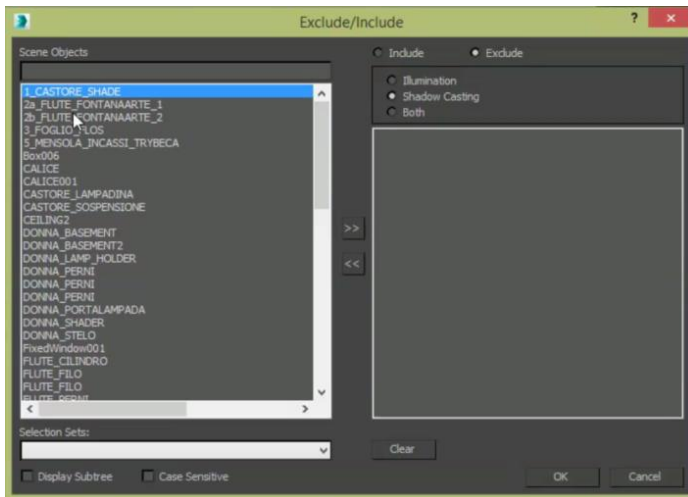 Exclude/Include
?
×
Scene Objects
Include
Exclude
Illumination
Shadow Casting
Both
1_CASTORE_SHADE
2a_FLUTE_FONTANAARTE_1
2b_FLUTE_FONTANAARTE_2
3_FOGLIO_FLOS
5_MENSOLA_INCASSI_TRYBECA
Box006
CALICE
CALICE001
CASTORE_LAMPADINA
CASTORE_SOSPENSIONE
CEILING2
DONNA_BASEMENT
DONNA_BASEMENT2
DONNA_LAMP_HOLDER
DONNA_PERNI
DONNA_PERNI
DONNA_PERNI
DONNA_PORTALAMPADA
DONNA_SHADER
DONNA_STELO
FixedWindow001
FLUTE_CILINDRO
FLUTE_FILO
FLUTE_FILO
FLUTE_PERNI
>>
<<
Selection Sets:
Clear
Display Subtree
Case Sensitive
OK
Cancel